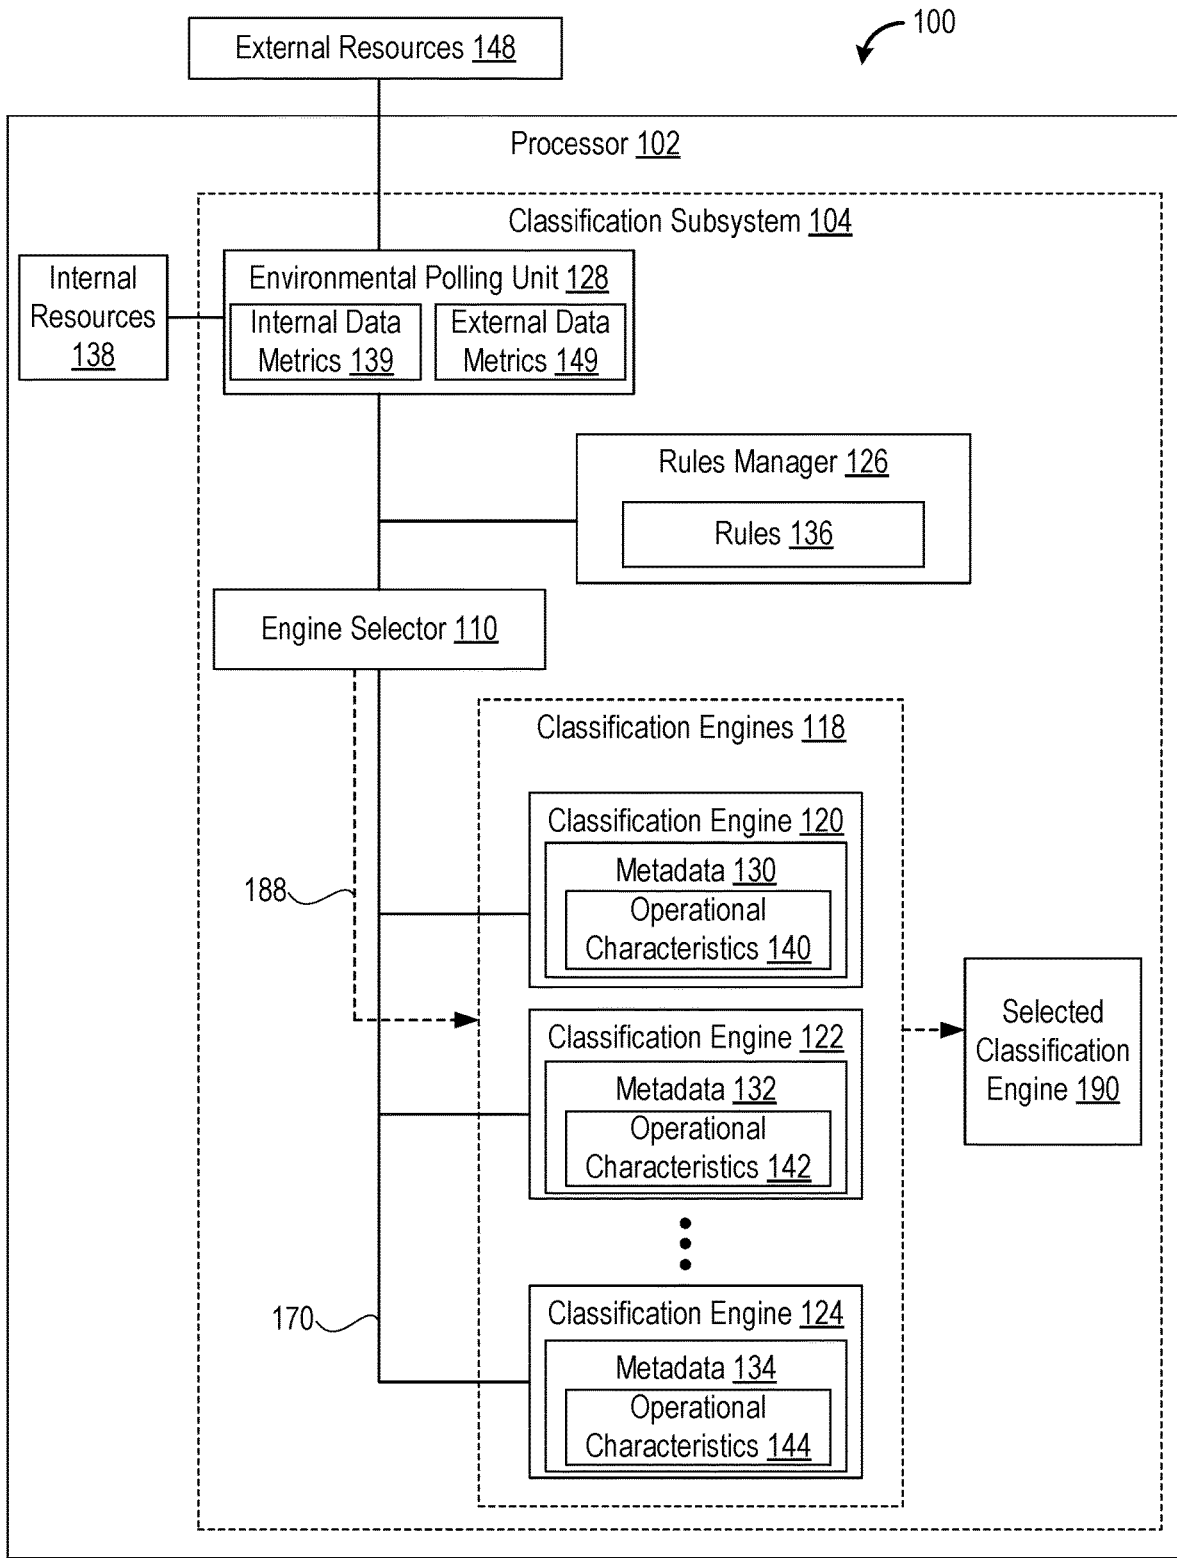 100
External Resources 148
Processor 102
Classification Subsystem 104
Internal
Resources
138
Environmental Polling Unit 128
Internal Data
Metrics 139
External Data
Metrics 149
Rules Manager 126
Rules 136
Engine Selector 110
Classification Engines 118
Classification Engine 120
Metadada 130
Operational
Characteristics 140
188
Classification Engine 122
Metadata 132
Operational
Characteristics 142
Selected
Classification
Engine 190
170
Classification Engine 124
Metadata 134
Operational
Characteristics 144